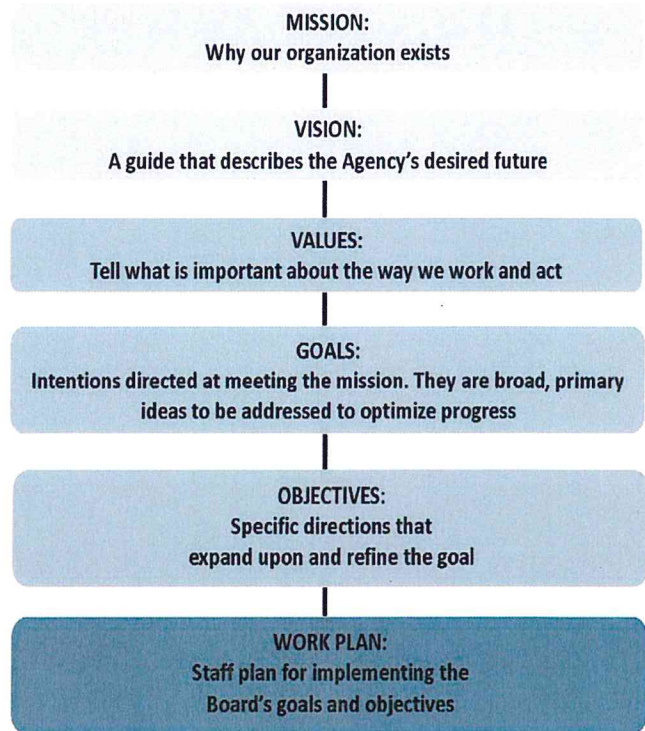 MISSION:
Why our organization exists
VISION:
A guide that describes the Agency's desired future
VALUES:
Tell what is important about the way we work and act
GOALS:
Intentions directed at meeting the mission. They are broad, primary
ideas to be addressed to optimize progress
OBJECTIVES:
Specific directions that
expand upon and refine the goal
WORK PLAN:
Staff plan for implementing the
Board's goals and objectives